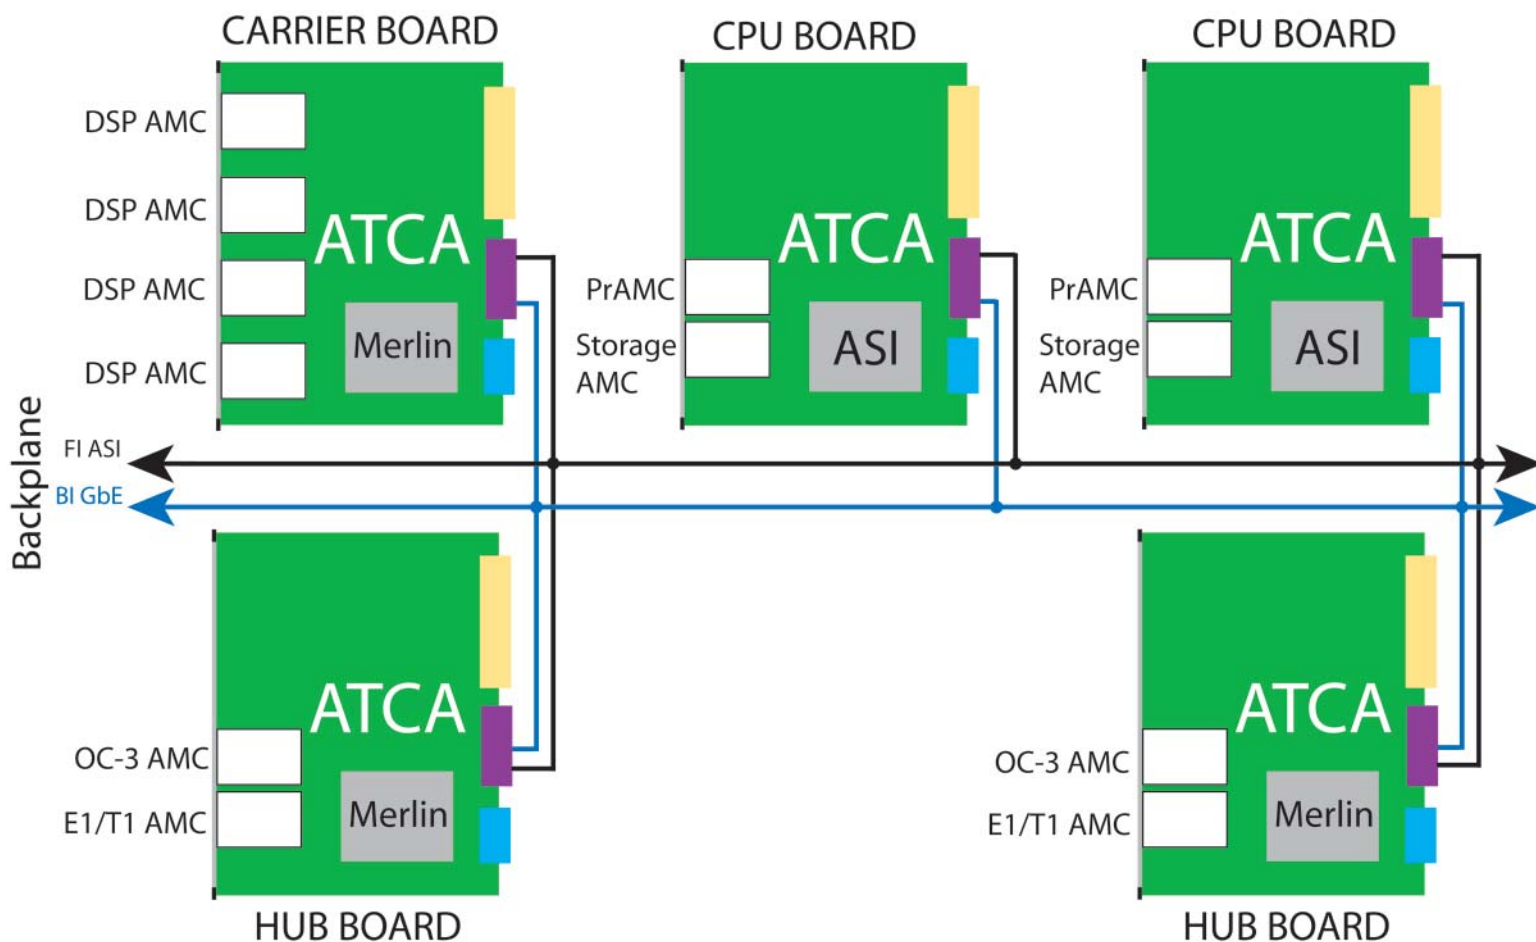 CARRIER BOARD
CPU BOARD
CPU BOARD
DSP AMC
DSP AMC
DSP AMC
DSP AMC
ATCA
Merlin
PrAMC
Storage
AMC
ATCA
ASI
PrAMC
Storage
AMC
ATCA
ASI
Backplane
FI ASI
BI GbE
OC-3 AMC
E1/T1 AMC
ATCA
Merlin
HUB BOARD
OC-3 AMC
E1/T1 AMC
ATCA
Merlin
HUB BOARD